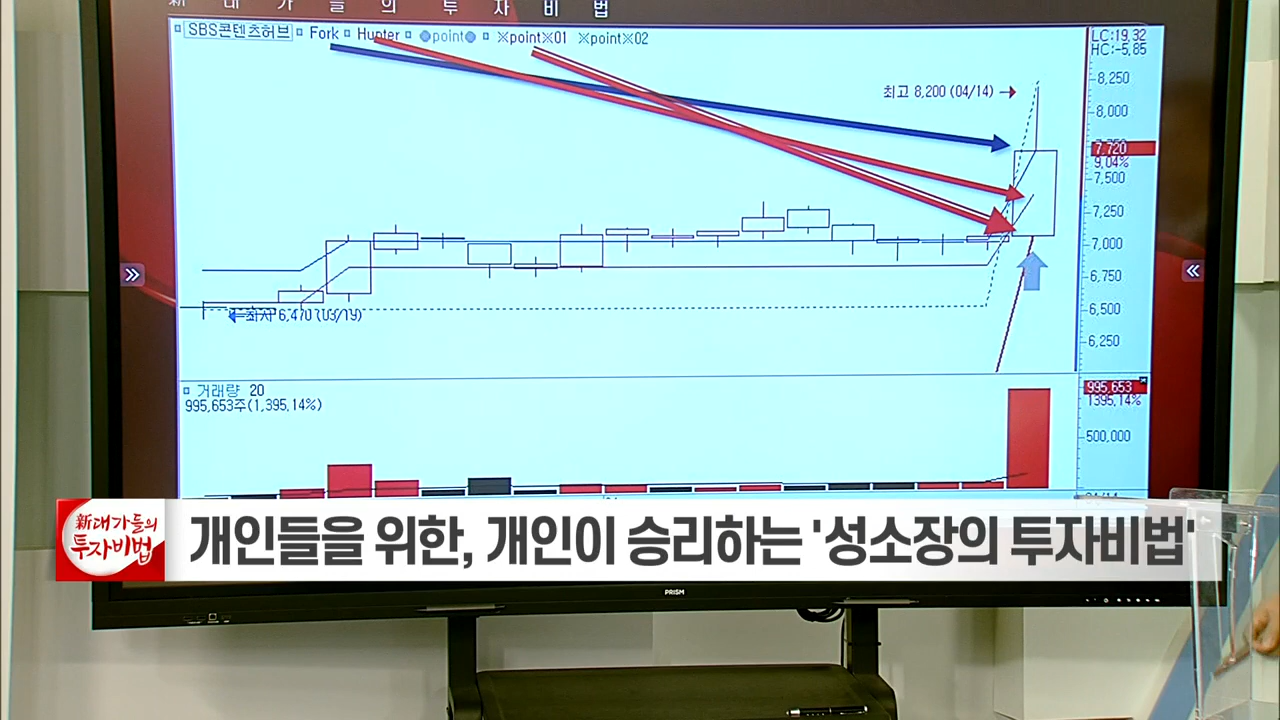 新 대 가 들 의 투 자 비 법
SBS콘텐츠허브 Fork Hunter point ※point※01 ※point※02
LC:19,32
HC:-5,85
최고 8,200 (04/14)
8,250
8,000
7,720
9,04%
7,500
7,250
7,000
6,750
6,500
6,250
최저 6,470 (03/19)
거래량 20
995,653주(1,395,14%)
995,653
1395,14%
500,000
新대가들의
투자비법
개인들을 위한, 개인이 승리하는 '성소장의 투자비법'
PRISM